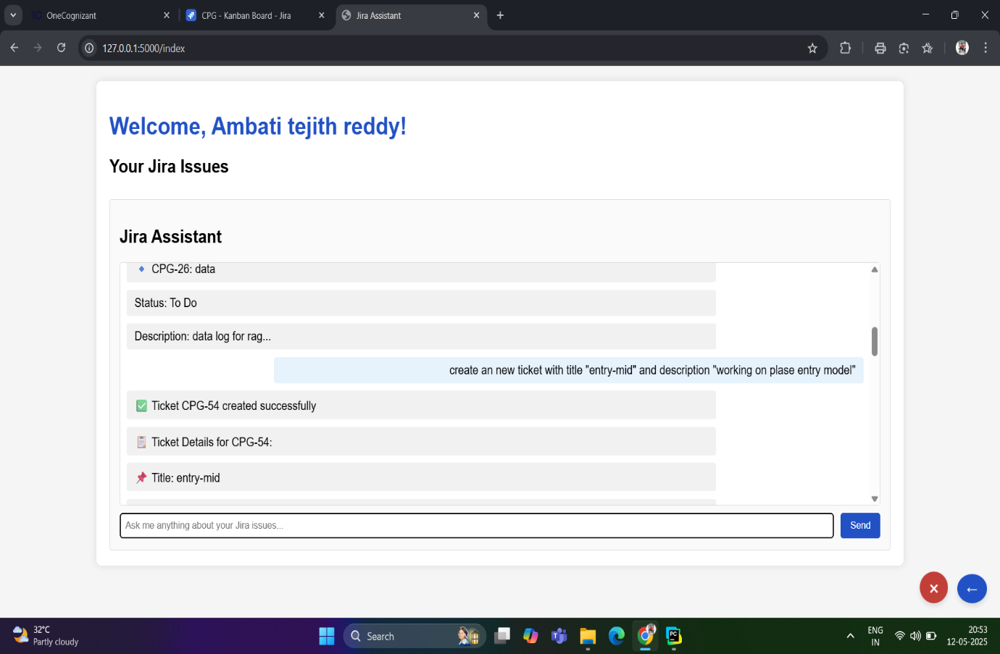 OneCognizant
CPG - Kanban Board - Jira
Jira Assistant
127.0.0.1:5000/index
Welcome, Ambati tejith reddy!
Your Jira Issues
Jira Assistant
CPG-26: data
Status: To Do
Description: data log for rag...
create an new ticket with title "entry-mid" and description "working on plase entry model"
Ticket CPG-54 created successfully
Ticket Details for CPG-54:
Title: entry-mid
Ask me anything about your Jira issues...
Send
32°C
Partly cloudy
Search
PC
ENG
IN
20:53
12-05-2025